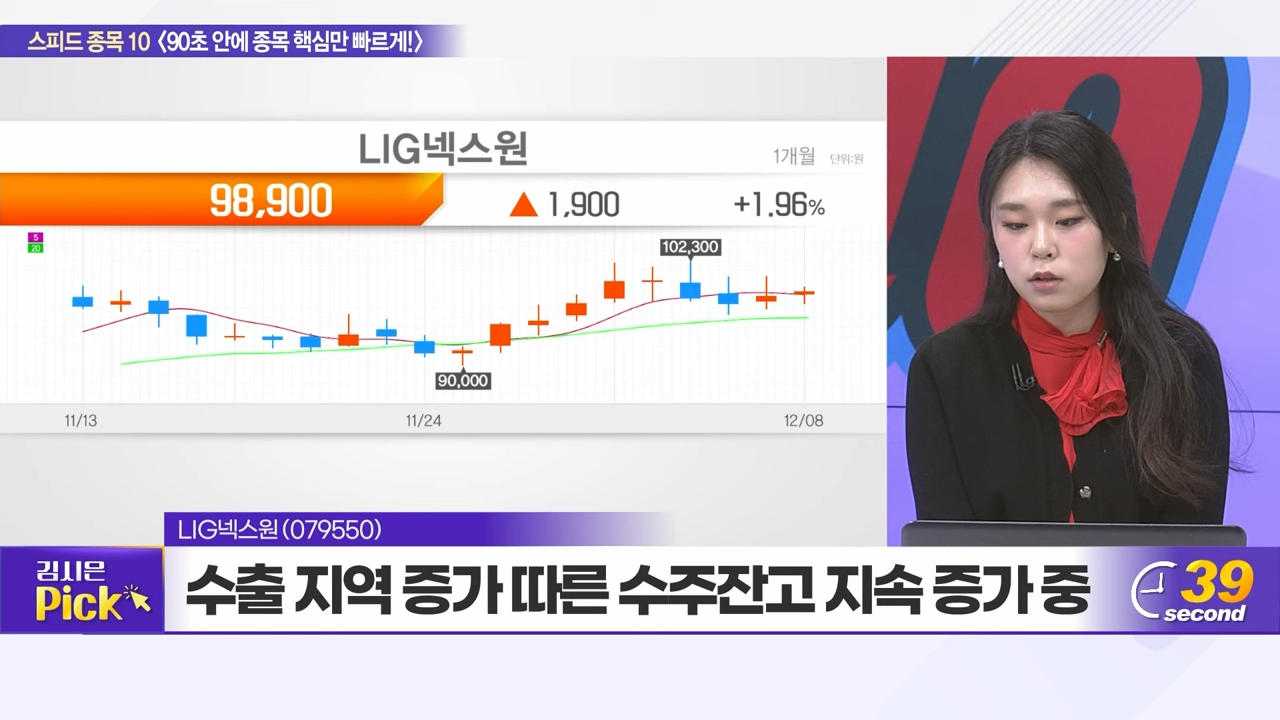 스피드 종목 10 〈90초 안에 종목 핵심만 빠르게!〉
LIG넥스원
1개월 단위:원
98,900 ▲ 1,900 +1.96%
5
20
102,300
90,000
11/13 11/24 12/08
LIG넥스원(079550)
김시은
Pick
수출 지역 증가 따른 수주잔고 지속 증가 중
39
second